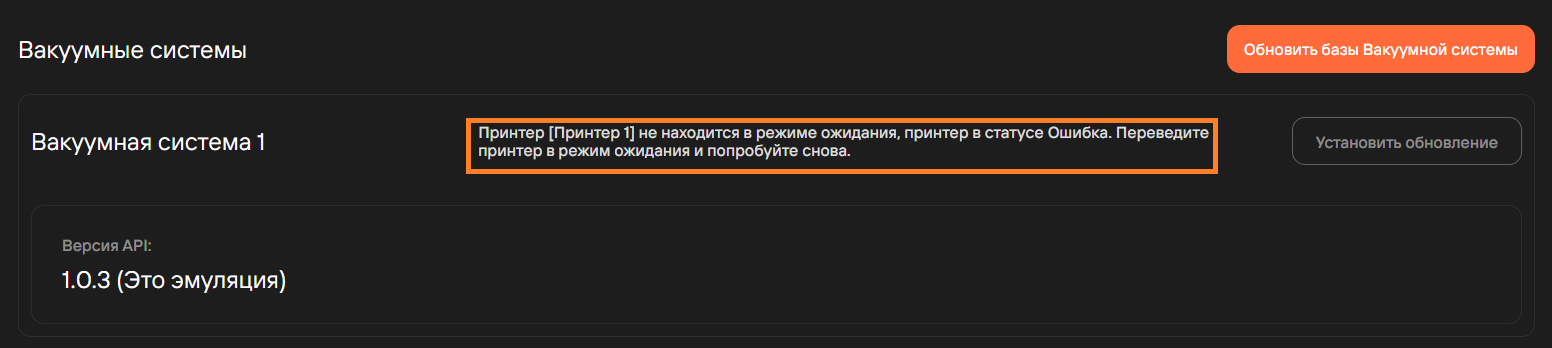 Вакуумные системы
Обновить базы Вакуумной системы
Вакуумная система 1
Принтер [Принтер 1] не находится в режиме ожидания, принтер в статусе Ошибка. Переведите
принтер в режим ожидания и попробуйте снова.
Установить обновление
Версия API:
1.0.3 (Это эмуляция)